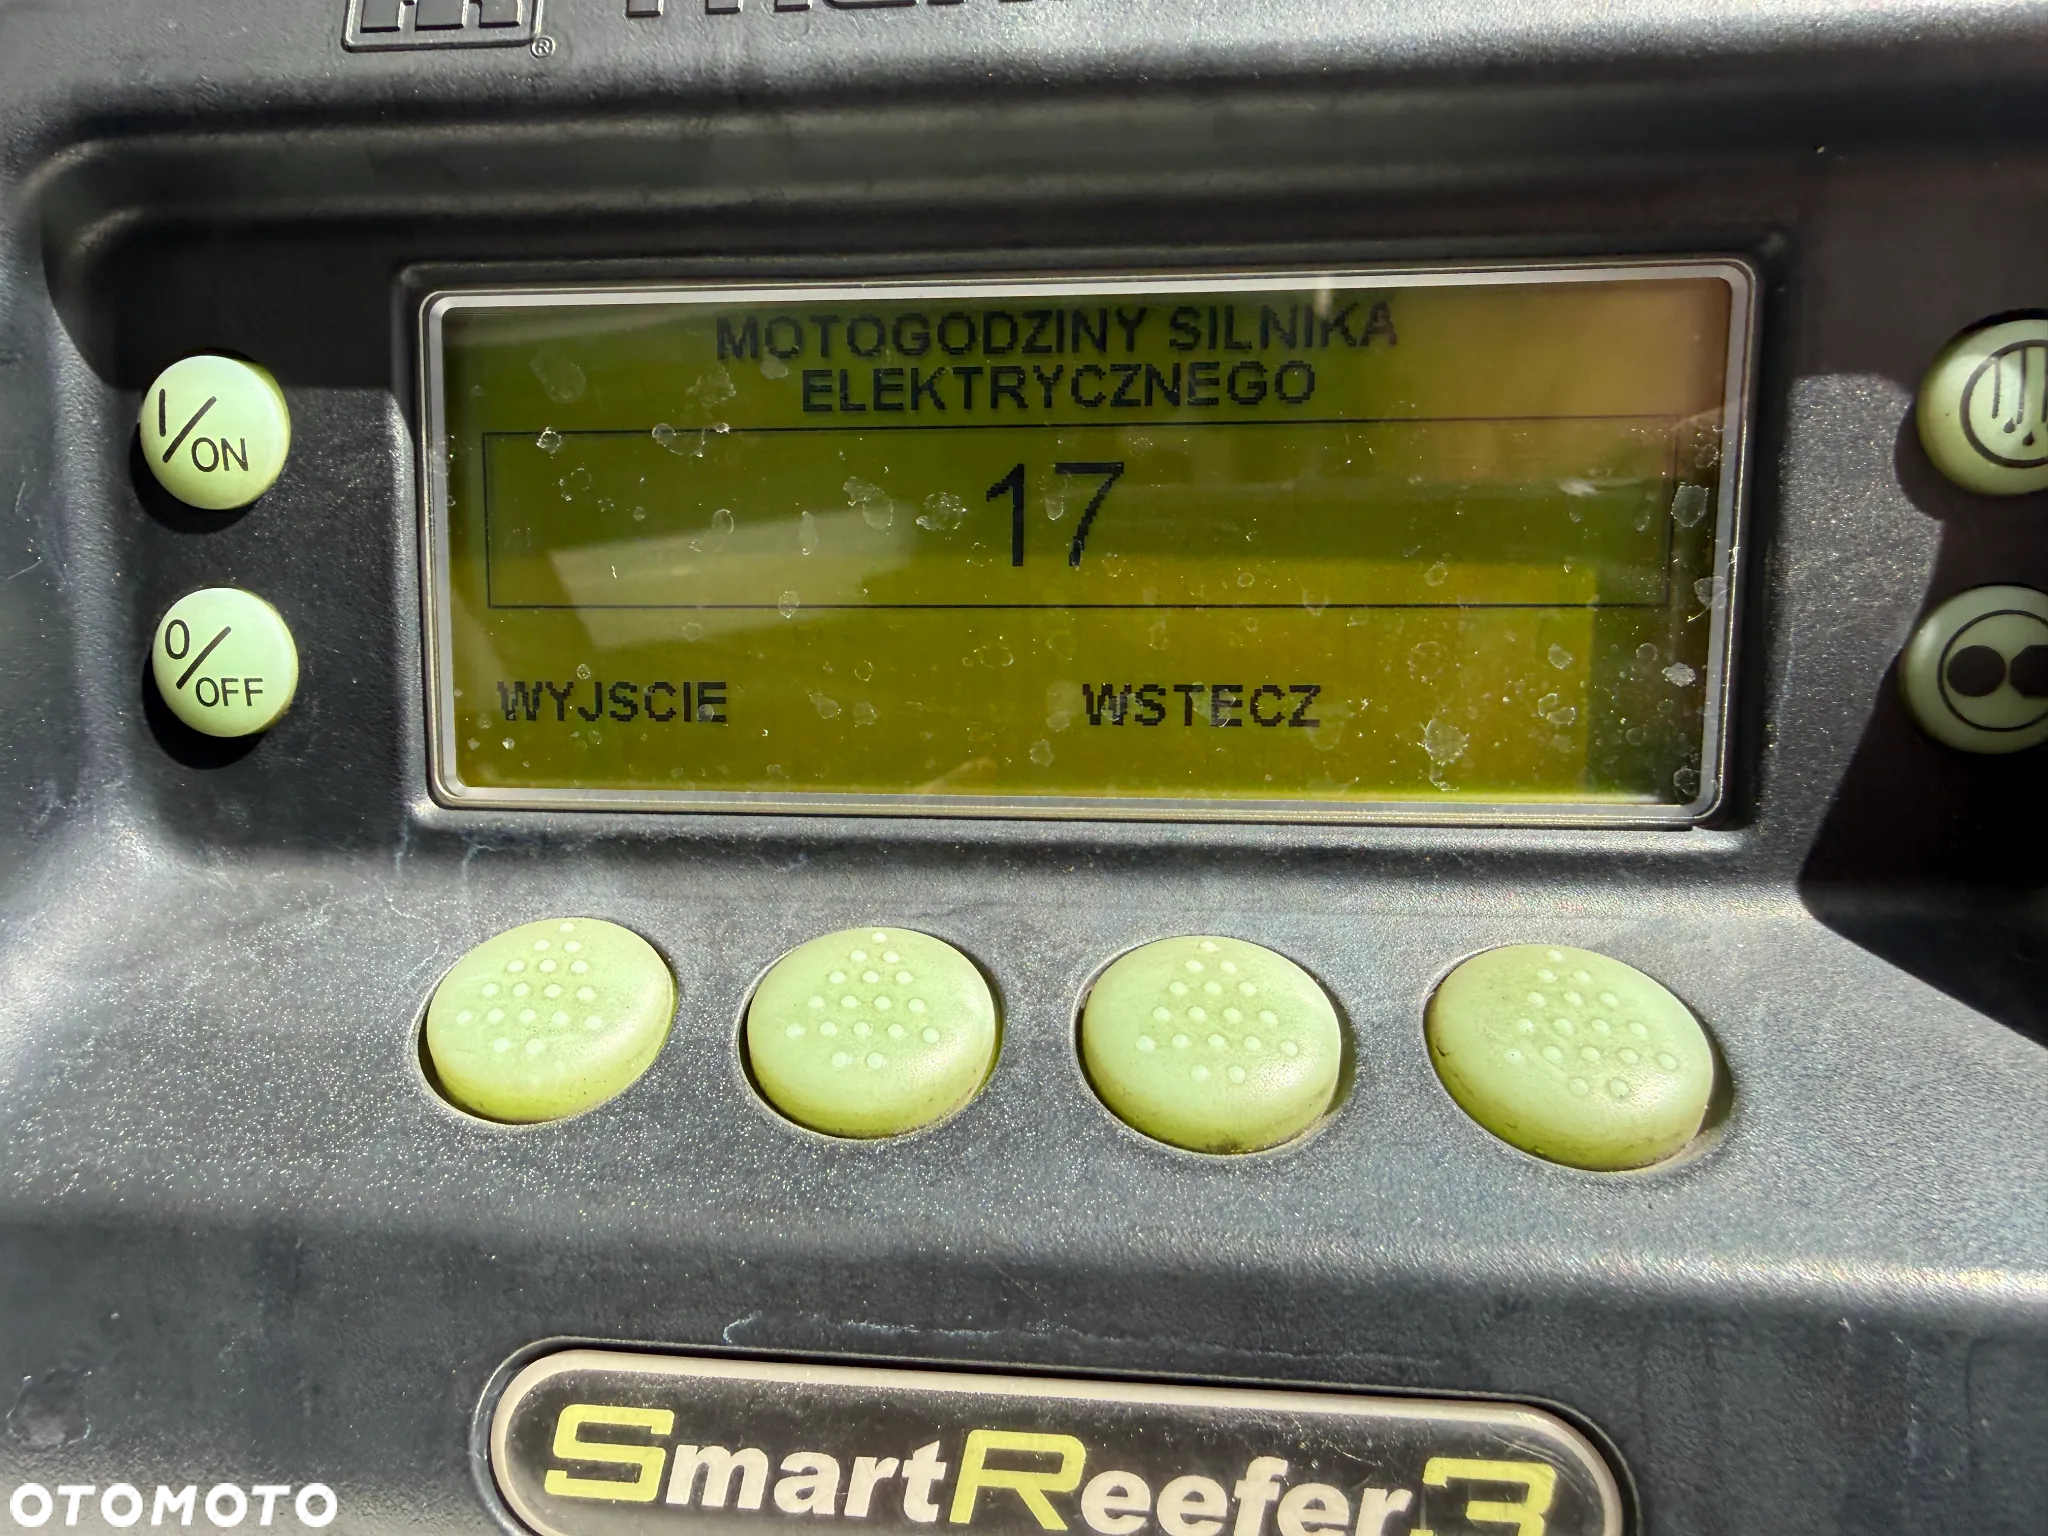 ®
MOTOGODZINY SILNIKA
ELEKTRYCZNEGO
I/ON
17
0/OFF
WYJSCIE WSTECZ
SmartReefer3
OTOMOTO